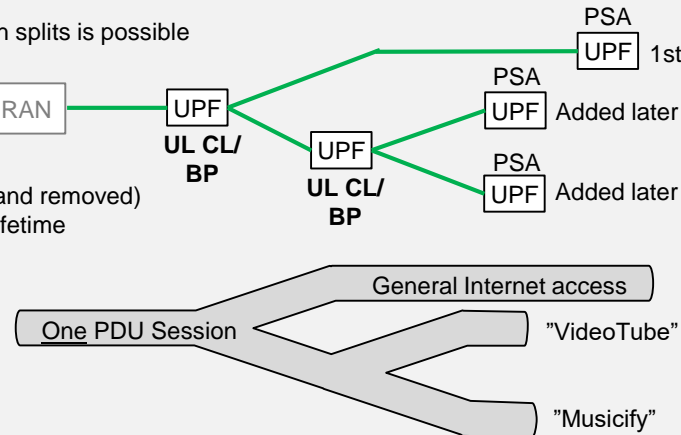 n splits is possible
PSA
UPF 1st
RAN
UPF
UL CL/
BP
PSA
UPF Added later
UPF
UL CL/
BP
PSA
UPF Added later
and removed)
fetime
General Internet access
One PDU Session
”VideoTube”
”Musicify”